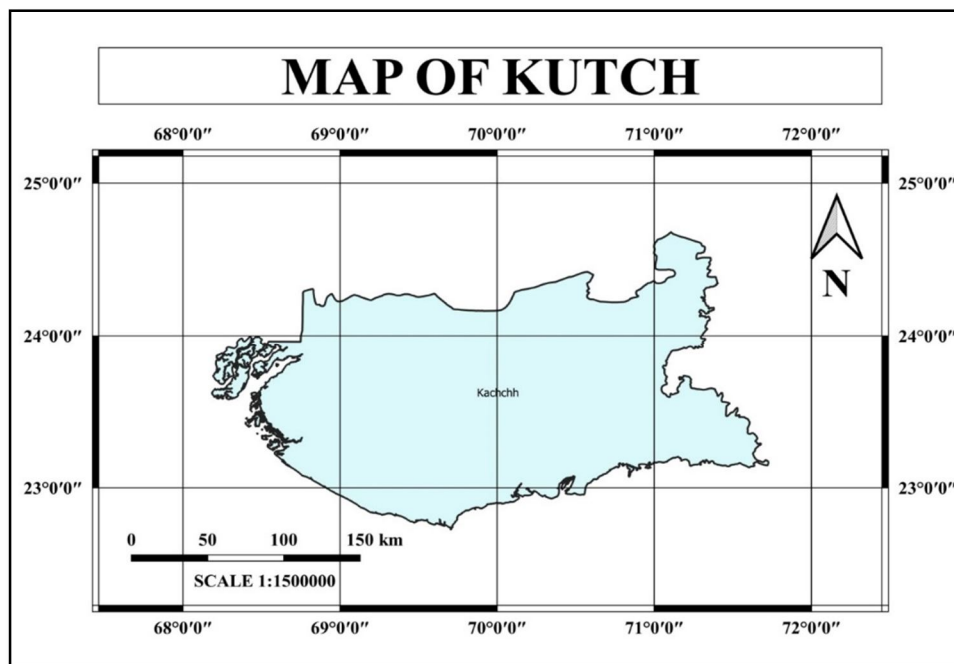 MAP OF KUTCH
68°0′0″ 69°0′0″ 70°0′0″ 71°0′0″ 72°0′0″
25°0′0″ 25°0′0″
N
24°0′0″ 24°0′0″
Kachchh
23°0′0″ 23°0′0″
0 50 100 150 km
SCALE 1:1500000
68°0′0″ 69°0′0″ 70°0′0″ 71°0′0″ 72°0′0″